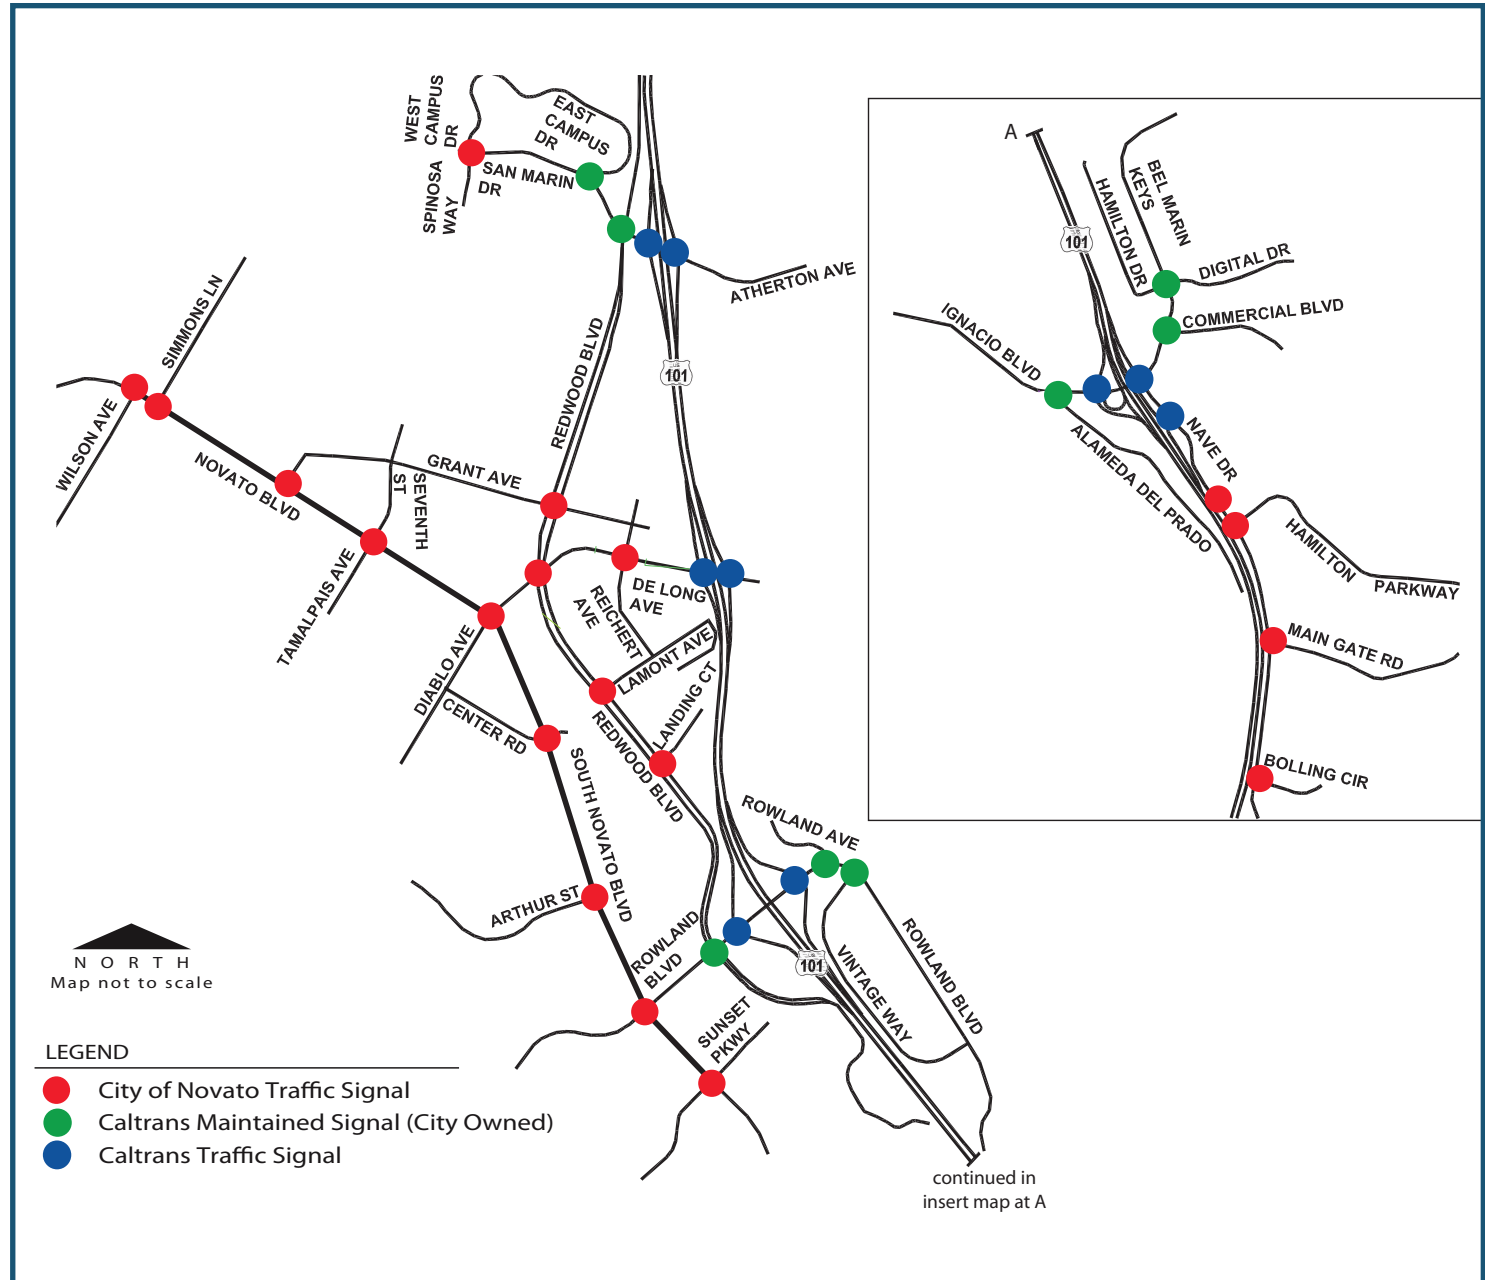 WEST
CAMPUS
DR
EAST
CAMPUS
DR
SPINOSA
WAY
SAN MARIN
DR
ATHERTON AVE
SIMMONS LN
REDWOOD BLVD
101
WILSON AVE
NOVATO BLVD
GRANT AVE
SEVENTH
ST
TAMALPAIS AVE
DE LONG
AVE
REICHERT
AVE
LAMONT AVE
DIABLO AVE
CENTER RD
LANDING CT
REDWOOD BLVD
SOUTH NOVATO BLVD
ROWLAND AVE
ARTHUR ST
ROWLAND
BLVD
101
VINTAGE WAY
ROWLAND BLVD
SUNSET
PKWY
A
101
HAMILTON DR
BEL MARIN
KEYS
DIGITAL DR
COMMERCIAL BLVD
IGNACIO BLVD
NAVE DR
ALAMEDA DEL PRADO
HAMILTON
PARKWAY
MAIN GATE RD
BOLLING CIR
NORTH
Map not to scale
LEGEND
City of Novato Traffic Signal
Caltrans Maintained Signal (City Owned)
Caltrans Traffic Signal
continued in
insert map at A